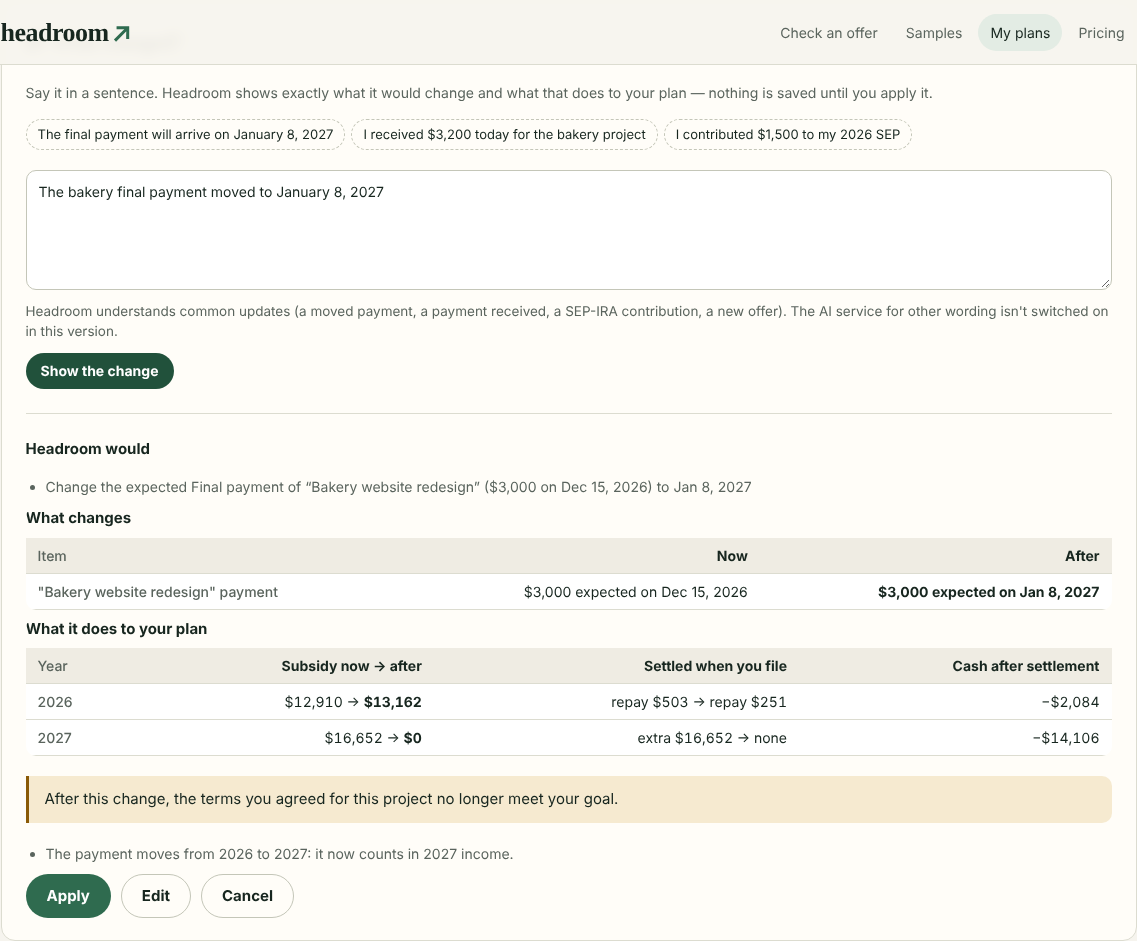 headroom
Check an offer
Samples
My plans
Pricing
Say it in a sentence. Headroom shows exactly what it would change and what that does to your plan — nothing is saved until you apply it.
The final payment will arrive on January 8, 2027
I received $3,200 today for the bakery project
I contributed $1,500 to my 2026 SEP
The bakery final payment moved to January 8, 2027
Headroom understands common updates (a moved payment, a payment received, a SEP-IRA contribution, a new offer). The AI service for other wording isn't switched on
in this version.
Show the change
Headroom would
• Change the expected Final payment of “Bakery website redesign” ($3,000 on Dec 15, 2026) to Jan 8, 2027
What changes
Item Now After
"Bakery website redesign" payment $3,000 expected on Dec 15, 2026 $3,000 expected on Jan 8, 2027
What it does to your plan
Year Subsidy now → after Settled when you file Cash after settlement
2026 $12,910 → $13,162 repay $503 → repay $251 −$2,084
2027 $16,652 → $0 extra $16,652 → none −$14,106
After this change, the terms you agreed for this project no longer meet your goal.
• The payment moves from 2026 to 2027: it now counts in 2027 income.
Apply
Edit
Cancel